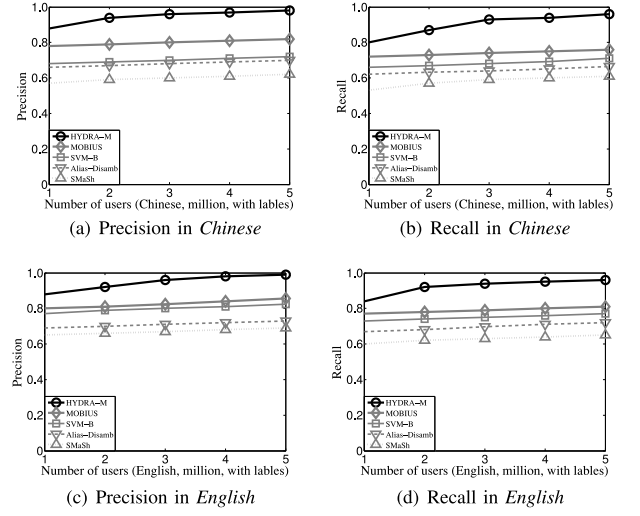 1.0
0.8
0.6
0.4
0.2
0
Precision
HYDRA-M
MOBIUS
SVM-B
Alias-Disamb
SMaSh
1 2 3 4 5
Number of users (Chinese, million, with lables)
(a) Precision in Chinese
1.0
0.8
0.6
0.4
0.2
0
Recall
HYDRA-M
MOBIUS
SVM-B
Alias-Disamb
SMaSh
1 2 3 4 5
Number of users (Chinese, million, with lables)
(b) Recall in Chinese
1.0
0.8
0.6
0.4
0.2
0
Precision
HYDRA-M
MOBIUS
SVM-B
Alias-Disamb
SMaSh
1 2 3 4 5
Number of users (English, million, with lables)
(c) Precision in English
1.0
0.8
0.6
0.4
0.2
0
Recall
HYDRA-M
MOBIUS
SVM-B
Alias-Disamb
SMaSh
1 2 3 4 5
Number of users (English, million, with lables)
(d) Recall in English